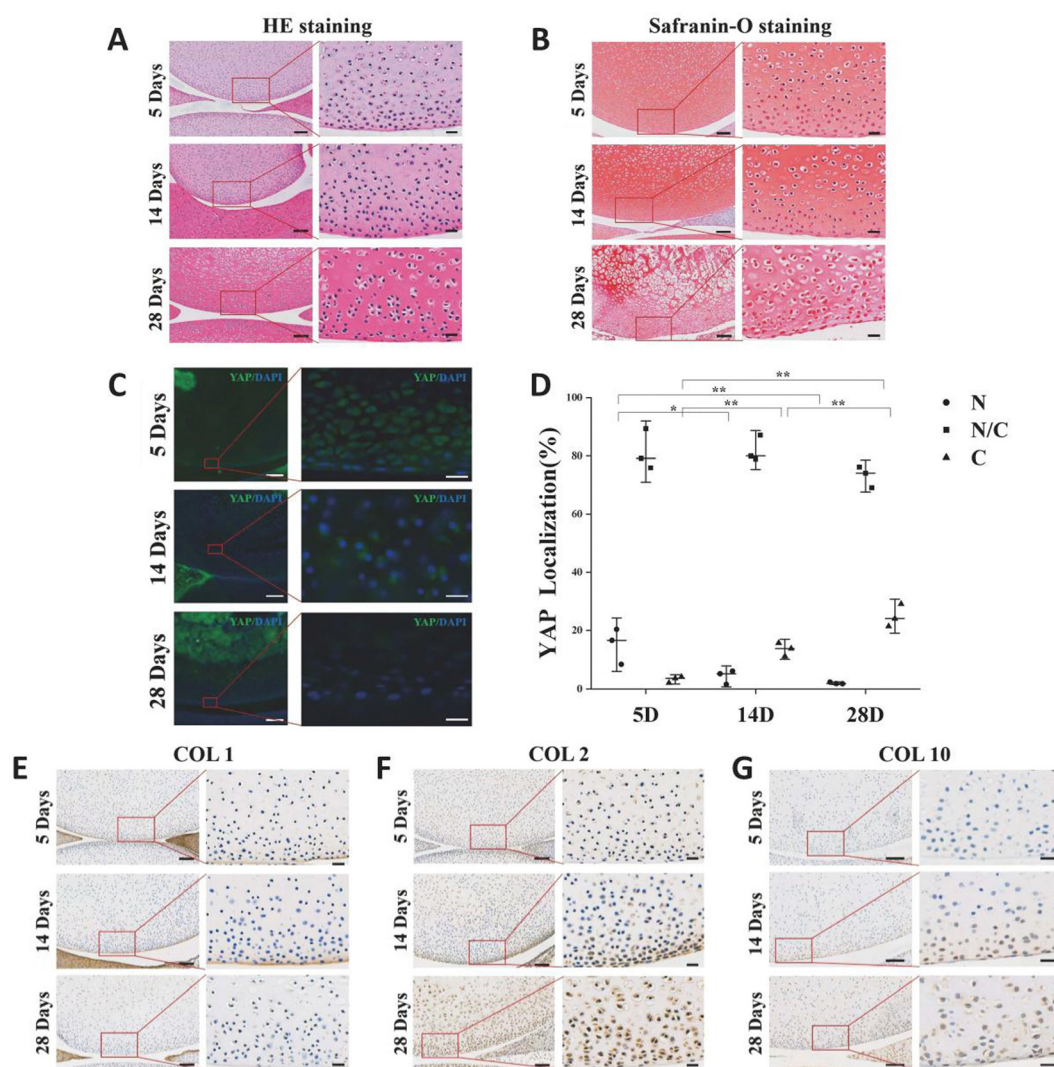 A
HE staining
5 Days
14 Days
28 Days
B
Safranin-O staining
5 Days
14 Days
28 Days
C
5 Days
YAP/DAPI
YAP/DAPI
14 Days
YAP/DAPI
YAP/DAPI
28 Days
YAP/DAPI
YAP/DAPI
D
YAP Localization(%)
100
80
60
40
20
0
**
**
*
**
**
N
N/C
C
5D
14D
28D
E
COL 1
5 Days
14 Days
28 Days
F
COL 2
5 Days
14 Days
28 Days
G
COL 10
5 Days
14 Days
28 Days